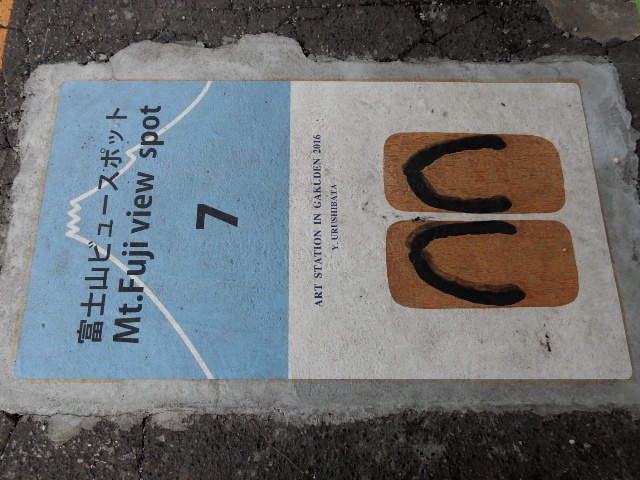 富士山ビュースポット
Mt.Fuji view spot
7
ART STATION IN GAKUDEN 2016
Y. URUSHIBATA